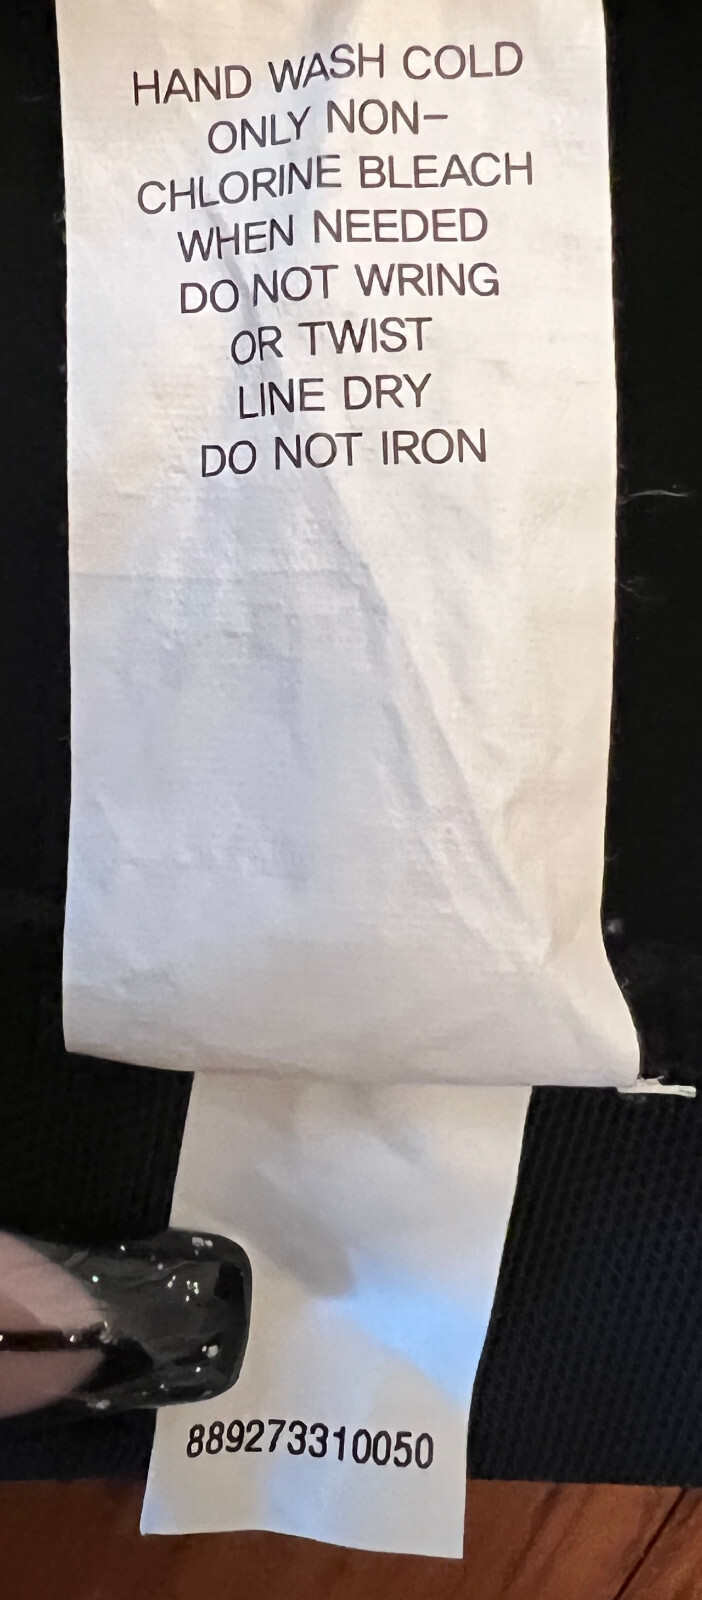 HAND WASH COLD
ONLY NON-
CHLORINE BLEACH
WHEN NEEDED
DO NOT WRING
OR TWIST
LINE DRY
DO NOT IRON
889273310050